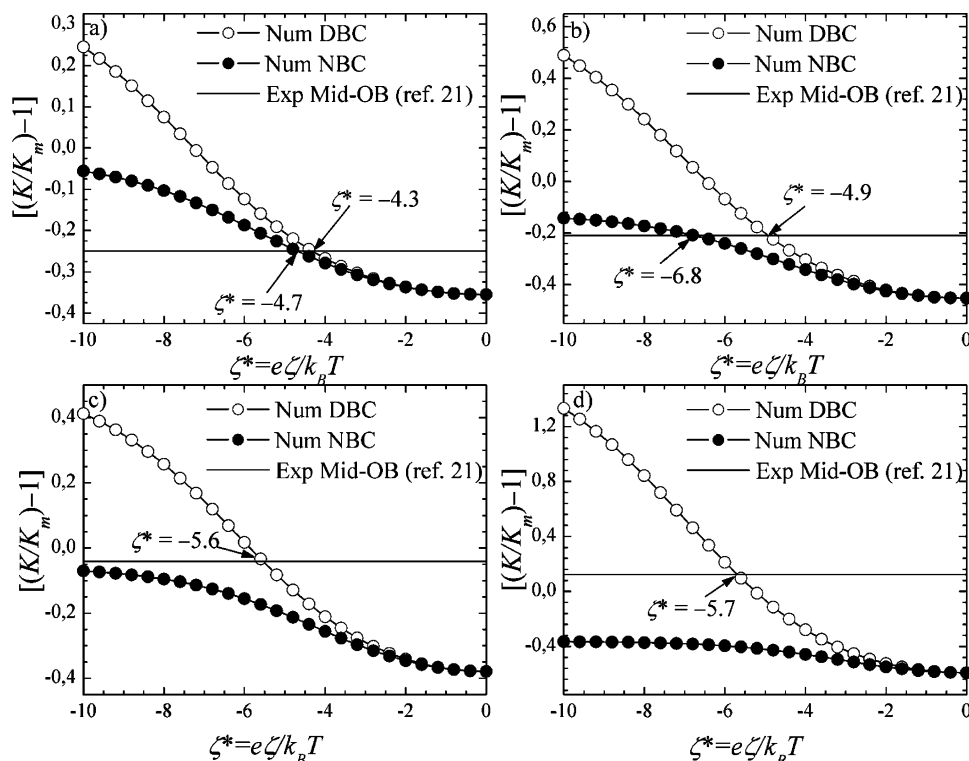 a)
Num DBC
Num NBC
Exp Mid-OB (ref. 21)
[(K/K_m)−1]
0,3
0,2
0,1
0,0
-0,1
-0,2
-0,3
-0,4
ζ* = −4.3
ζ* = −4.7
-10 -8 -6 -4 -2 0
ζ*=eζ/k_BT
b)
Num DBC
Num NBC
Exp Mid-OB (ref. 21)
[(K/K_m)−1]
0,6
0,4
0,2
0,0
-0,2
-0,4
ζ* = −4.9
ζ* = −6.8
-10 -8 -6 -4 -2 0
ζ*=eζ/k_BT
c)
Num DBC
Num NBC
Exp Mid-OB (ref. 21)
[(K/K_m)−1]
0,4
0,2
0,0
-0,2
-0,4
ζ* = −5.6
-10 -8 -6 -4 -2 0
ζ*=eζ/k_BT
d)
Num DBC
Num NBC
Exp Mid-OB (ref. 21)
[(K/K_m)−1]
1,2
0,8
0,4
0,0
-0,4
ζ* = −5.7
-10 -8 -6 -4 -2 0
ζ*=eζ/k_BT